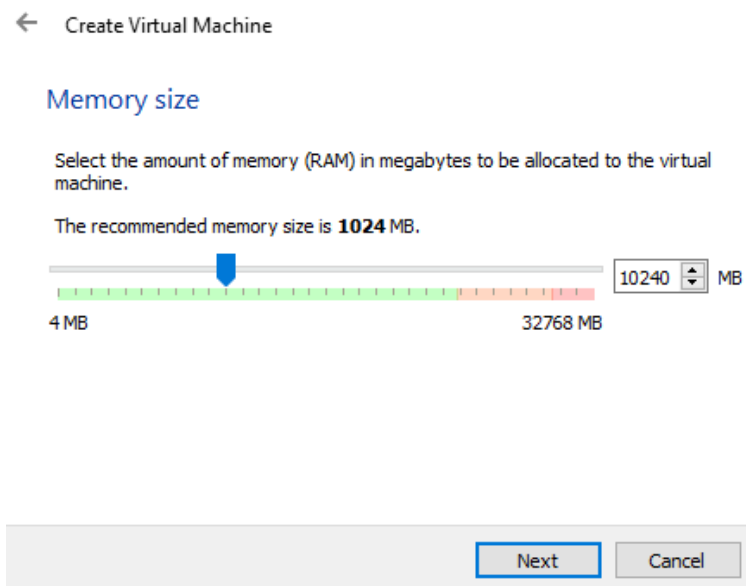 Create Virtual Machine
Memory size
Select the amount of memory (RAM) in megabytes to be allocated to the virtual
machine.
The recommended memory size is 1024 MB.
10240 MB
4 MB 32768 MB
Next Cancel